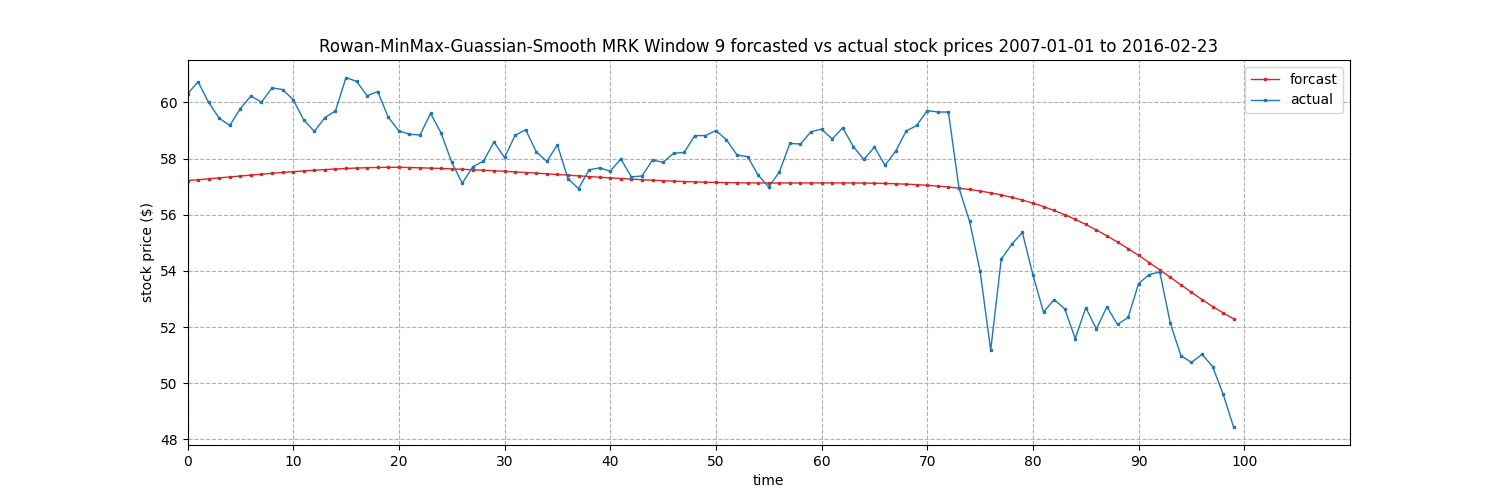 Rowan-MinMax-Guassian-Smooth MRK Window 9 forcasted vs actual stock prices 2007-01-01 to 2016-02-23
forcast
actual
stock price ($)
60
58
56
54
52
50
48
0 10 20 30 40 50 60 70 80 90 100
time